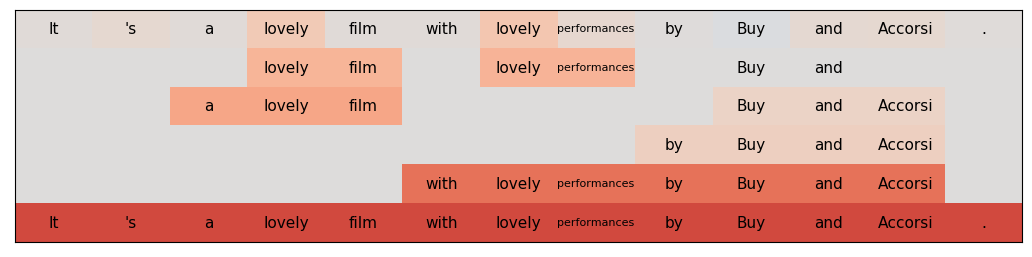 It 's a lovely film with lovely performances by Buy and Accorsi .
lovely film lovely performances Buy and
a lovely film Buy and Accorsi
by Buy and Accorsi
with lovely performances by Buy and Accorsi
It 's a lovely film with lovely performances by Buy and Accorsi .